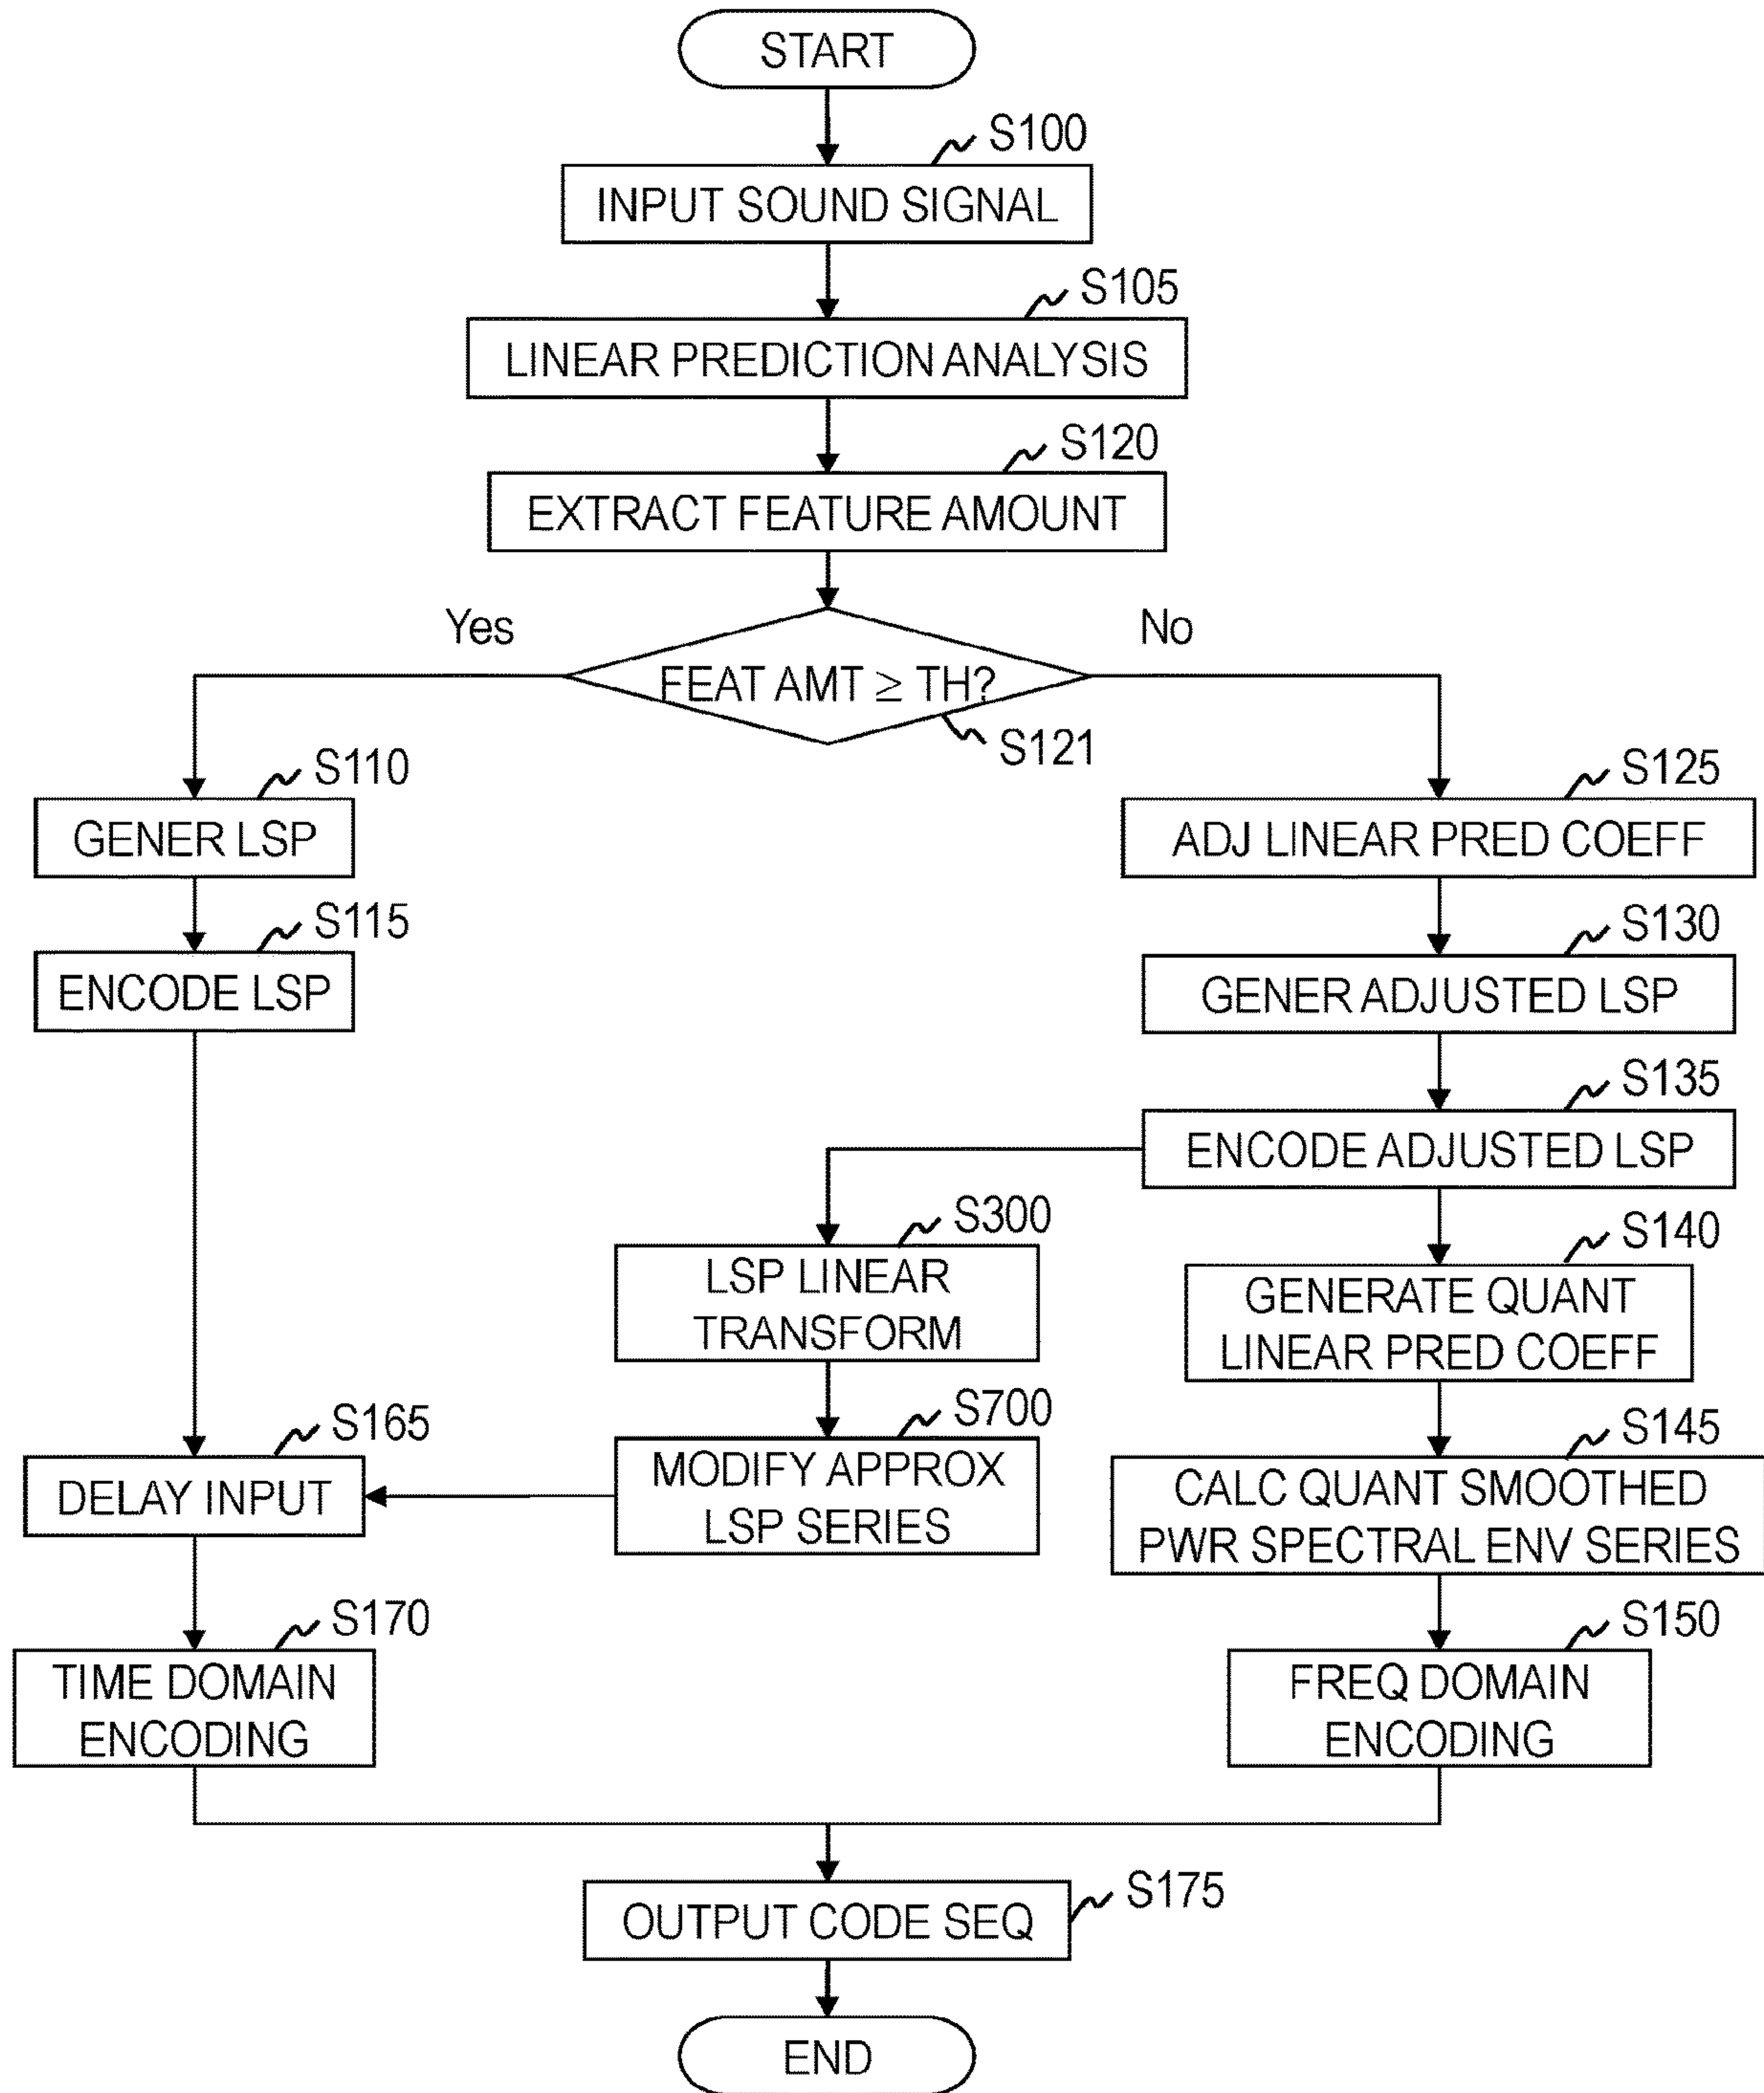 START
S100
INPUT SOUND SIGNAL
S105
LINEAR PREDICTION ANALYSIS
S120
EXTRACT FEATURE AMOUNT
Yes
No
FEAT AMT ≥ TH?
S121
S110
GENER LSP
S115
ENCODE LSP
S125
ADJ LINEAR PRED COEFF
S130
GENER ADJUSTED LSP
S135
ENCODE ADJUSTED LSP
S300
LSP LINEAR
TRANSFORM
S700
MODIFY APPROX
LSP SERIES
S140
GENERATE QUANT
LINEAR PRED COEFF
S145
CALC QUANT SMOOTHED
PWR SPECTRAL ENV SERIES
S165
DELAY INPUT
S170
TIME DOMAIN
ENCODING
S150
FREQ DOMAIN
ENCODING
S175
OUTPUT CODE SEQ
END